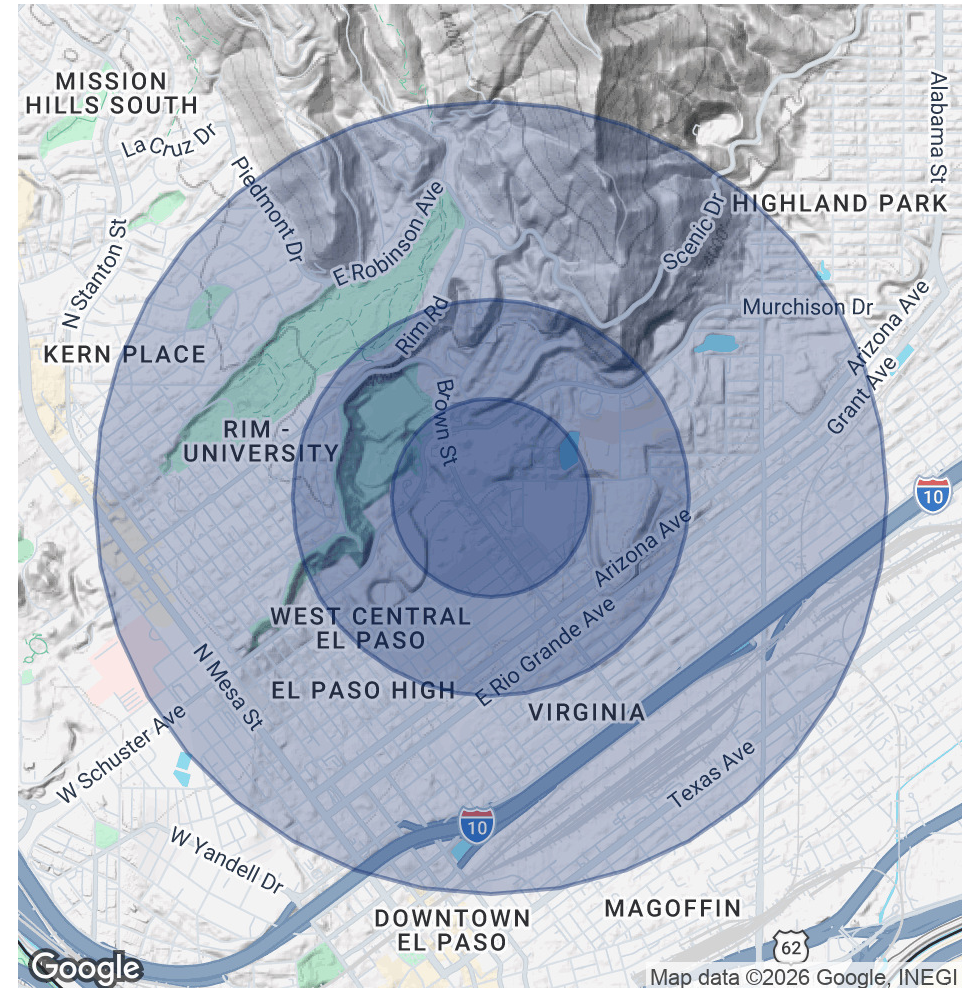 MISSION
HILLS SOUTH
La Cruz Dr
Alabama St
Piedmont Dr
E Robinson Ave
HIGHLAND PARK
Scenic Dr
4000
4000
N Stanton St
Murchison Dr
Arizona Ave
Rim Rd
KERN PLACE
Grant Ave
Brown St
RIM -
UNIVERSITY
10
Arizona Ave
WEST CENTRAL
EL PASO
E Rio Grande Ave
EL PASO HIGH
N Mesa St
VIRGINIA
W Schuster Ave
Texas Ave
10
W Yandell Dr
MAGOFFIN
DOWNTOWN
EL PASO
62
Google
Map data ©2026 Google, INEGI